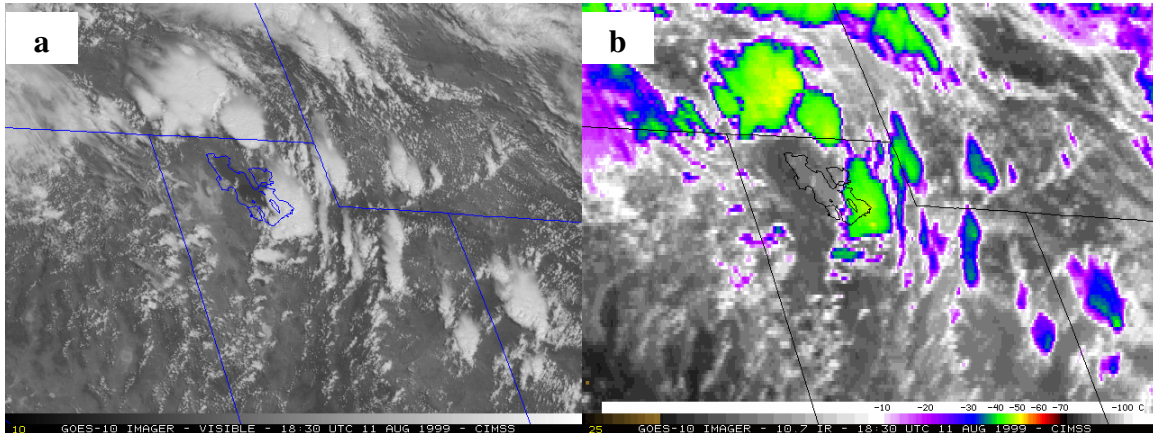 a
10 GOES-10 IMAGER - VISIBLE - 18:30 UTC 11 AUG 1999 - CIMSS
b
-10 -20 -30 -40 -50 -60 -70 -100 C
25 GOES-10 IMAGER - 10.7 IR - 18:30 UTC 11 AUG 1999 - CIMSS